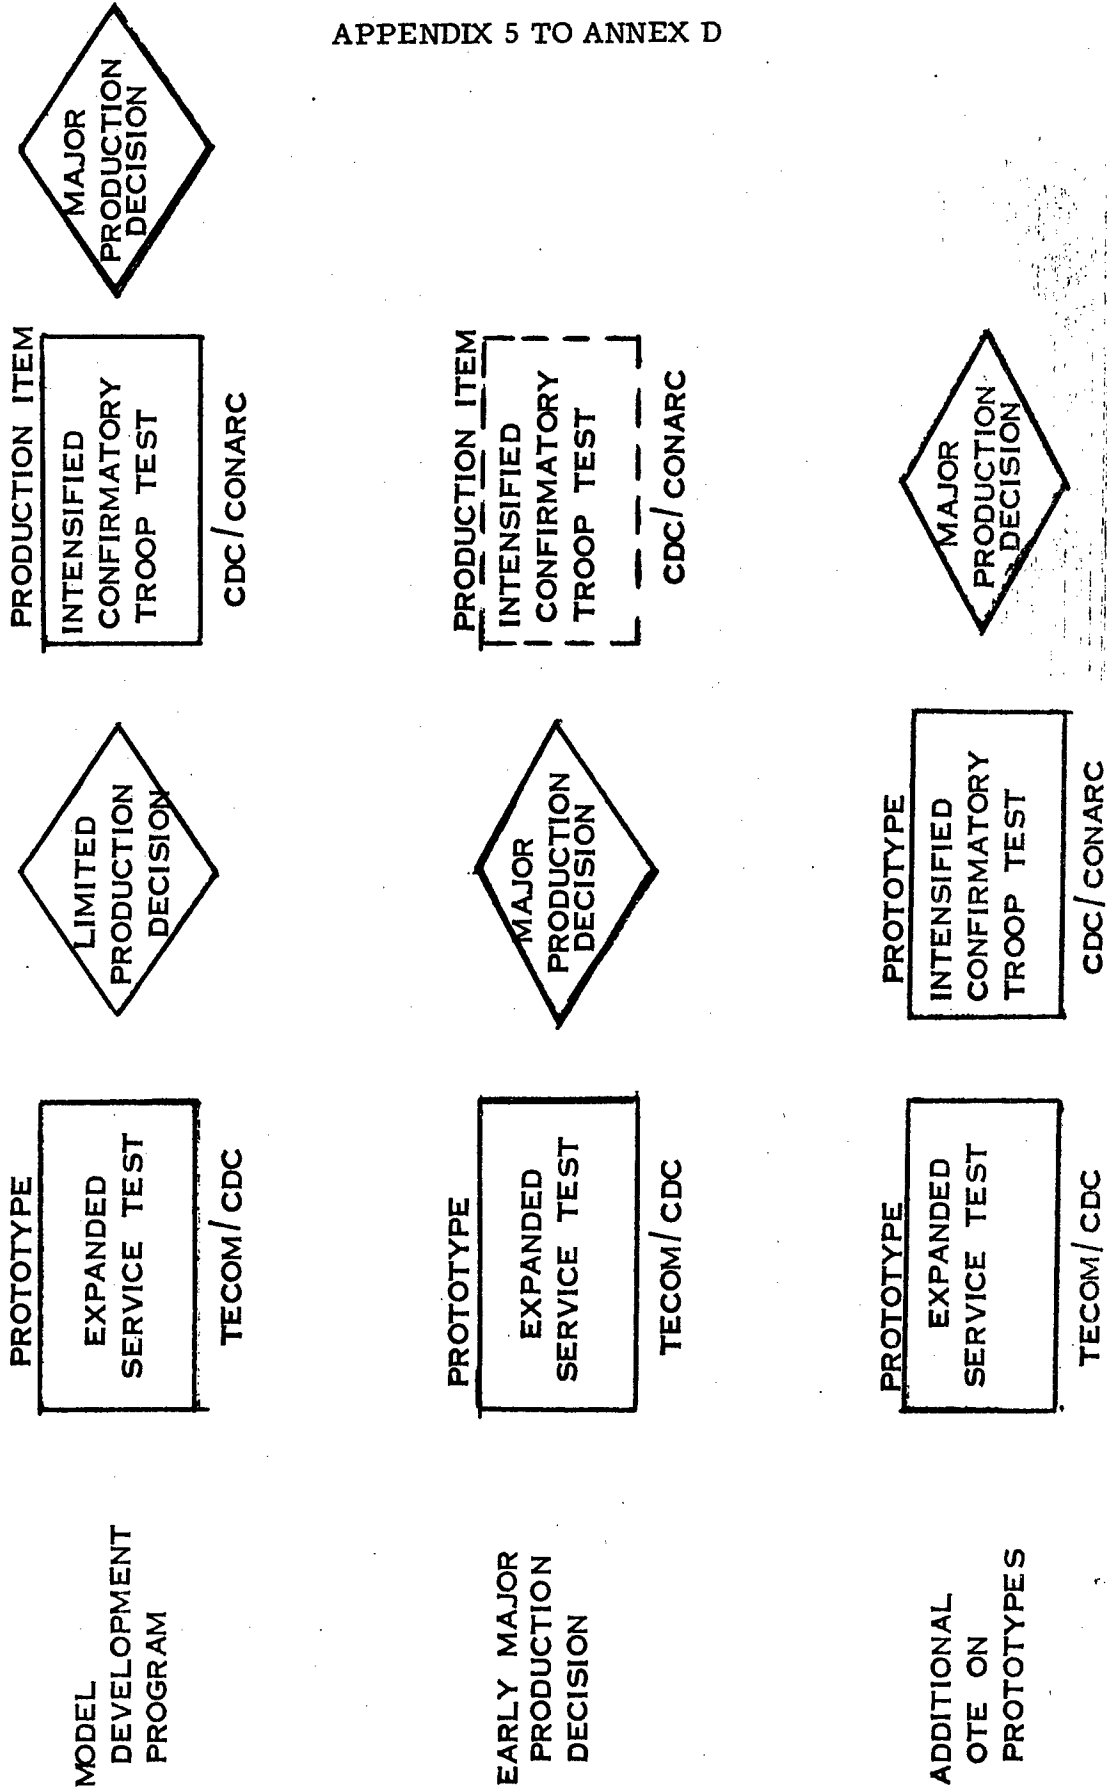 APPENDIX 5 TO ANNEX D
MODEL
DEVELOPMENT
PROGRAM
PROTOTYPE
EXPANDED
SERVICE TEST
TECOM/CDC
LIMITED
PRODUCTION
DECISION
PRODUCTION ITEM
INTENSIFIED
CONFIRMATORY
TROOP TEST
CDC/CONARC
MAJOR
PRODUCTION
DECISION
EARLY MAJOR
PRODUCTION
DECISION
PROTOTYPE
EXPANDED
SERVICE TEST
TECOM/CDC
MAJOR
PRODUCTION
DECISION
PRODUCTION ITEM
INTENSIFIED
CONFIRMATORY
TROOP TEST
CDC/CONARC
ADDITIONAL
OTE ON
PROTOTYPES
PROTOTYPE
EXPANDED
SERVICE TEST
TECOM/CDC
PROTOTYPE
INTENSIFIED
CONFIRMATORY
TROOP TEST
CDC/CONARC
MAJOR
PRODUCTION
DECISION